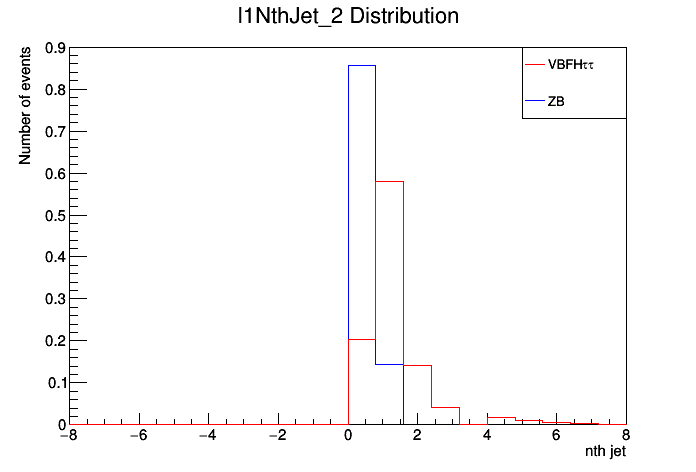 l1NthJet_2 Distribution
Number of events
0.9
0.8
0.7
0.6
0.5
0.4
0.3
0.2
0.1
0
−8 −6 −4 −2 0 2 4 6 8
nth jet
VBFHττ
ZB